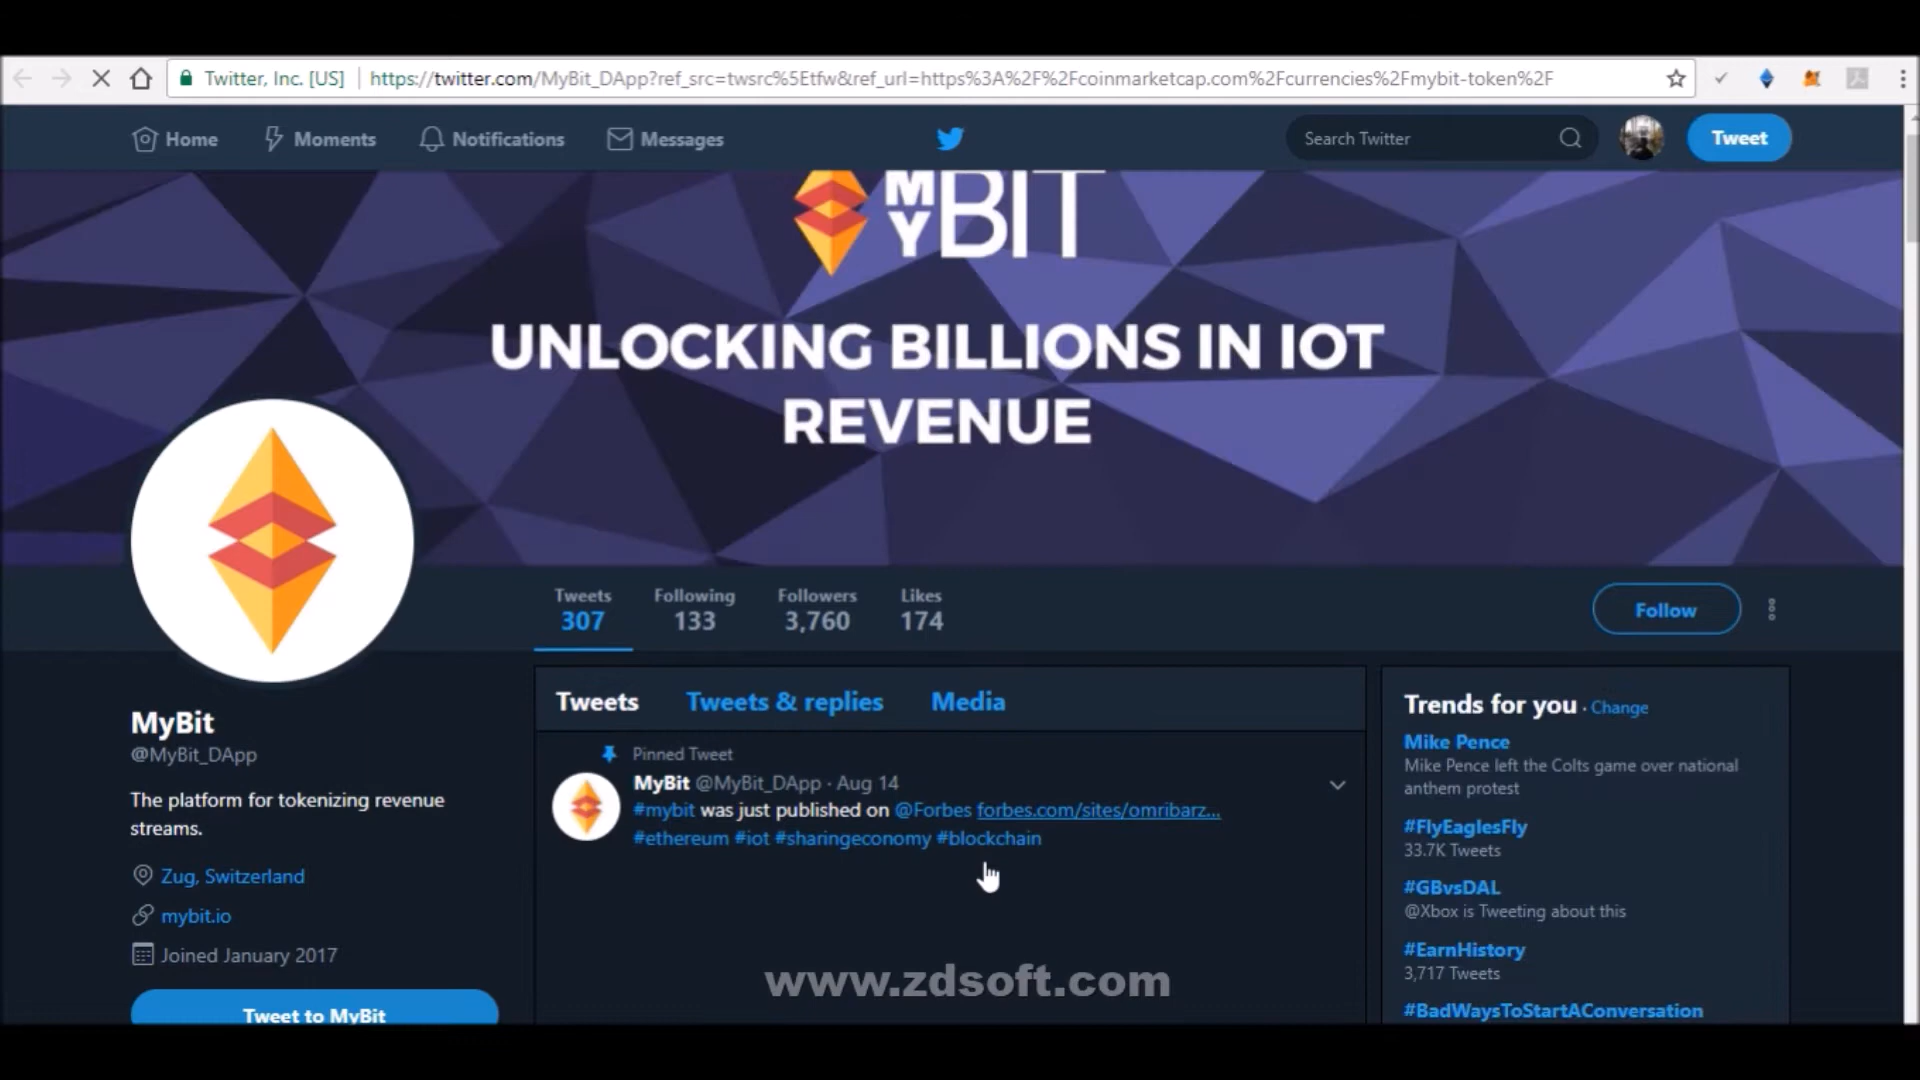 Twitter, Inc. [US] https://twitter.com/MyBit_DApp?ref_src=twsrc%5Etfw&ref_url=https%3A%2F%2Fcoinmarketcap.com%2Fcurrencies%2Fmybit-token%2F
Home Moments Notifications Messages Search Twitter Tweet
MYBIT
UNLOCKING BILLIONS IN IOT
REVENUE
Tweets Following Followers Likes
307 133 3,760 174
Follow
MyBit
@MyBit_DApp
The platform for tokenizing revenue
streams.
Zug, Switzerland
mybit.io
Joined January 2017
Tweet to MyBit
Tweets Tweets & replies Media
Pinned Tweet
MyBit @MyBit_DApp · Aug 14
#mybit was just published on @Forbes forbes.com/sites/omribarz...
#ethereum #iot #sharingeconomy #blockchain
Trends for you · Change
Mike Pence
Mike Pence left the Colts game over national
anthem protest
#FlyEaglesFly
33.7K Tweets
#GBvsDAL
@Xbox is Tweeting about this
#EarnHistory
3,717 Tweets
#BadWaysToStartAConversation
www.zdsoft.com